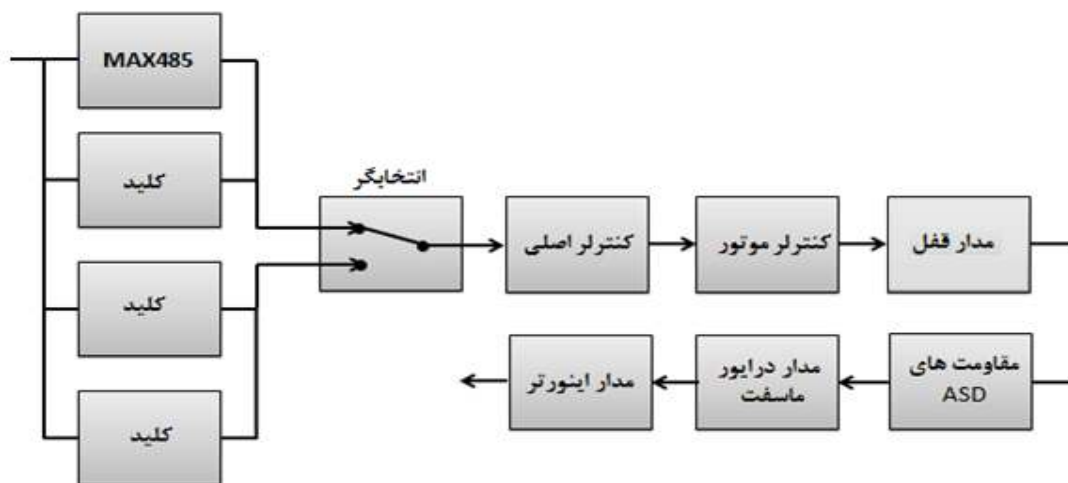 MAX485
کلید
کلید
کلید
انتخابگر
کنترلر اصلی
کنترلر موتور
مدار قفل
مقاومت های
ASD
مدار درایور
ماسفت
مدار اینورتر